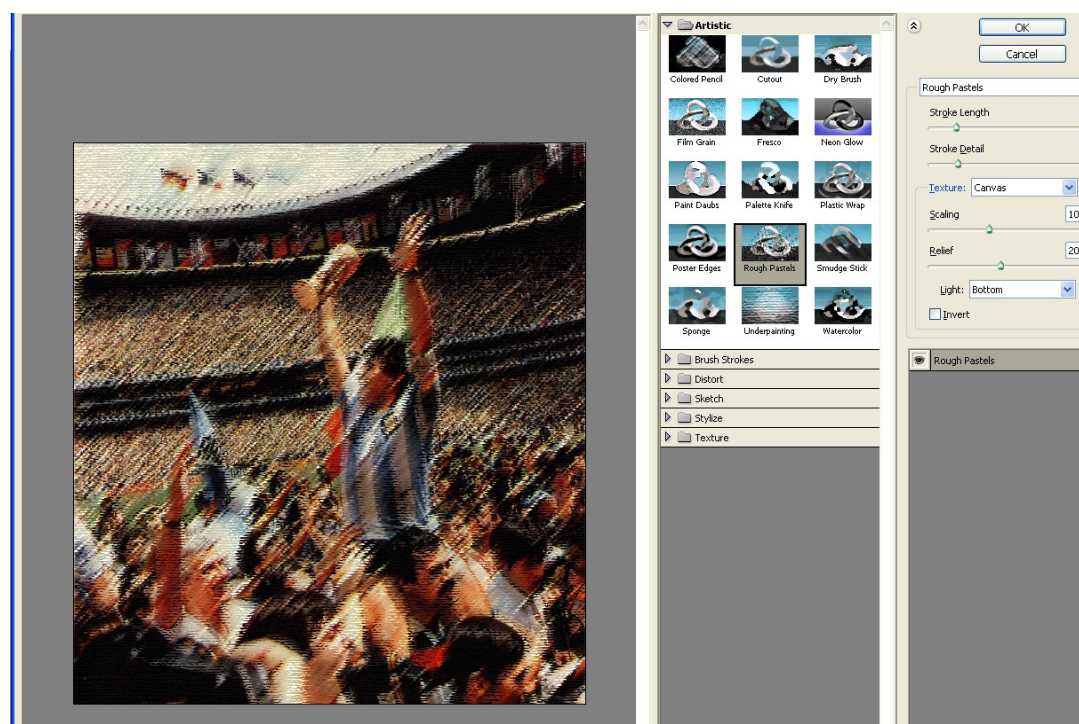 Artistic
Colored Pencil
Cutout
Dry Brush
Film Grain
Fresco
Neon Glow
Paint Daubs
Palette Knife
Plastic Wrap
Poster Edges
Rough Pastels
Smudge Stick
Sponge
Underpainting
Watercolor
Brush Strokes
Distort
Sketch
Stylize
Texture
OK
Cancel
Rough Pastels
Stroke Length
Stroke Detail
Texture: Canvas
Scaling 10
Relief 20
Light: Bottom
Invert
Rough Pastels